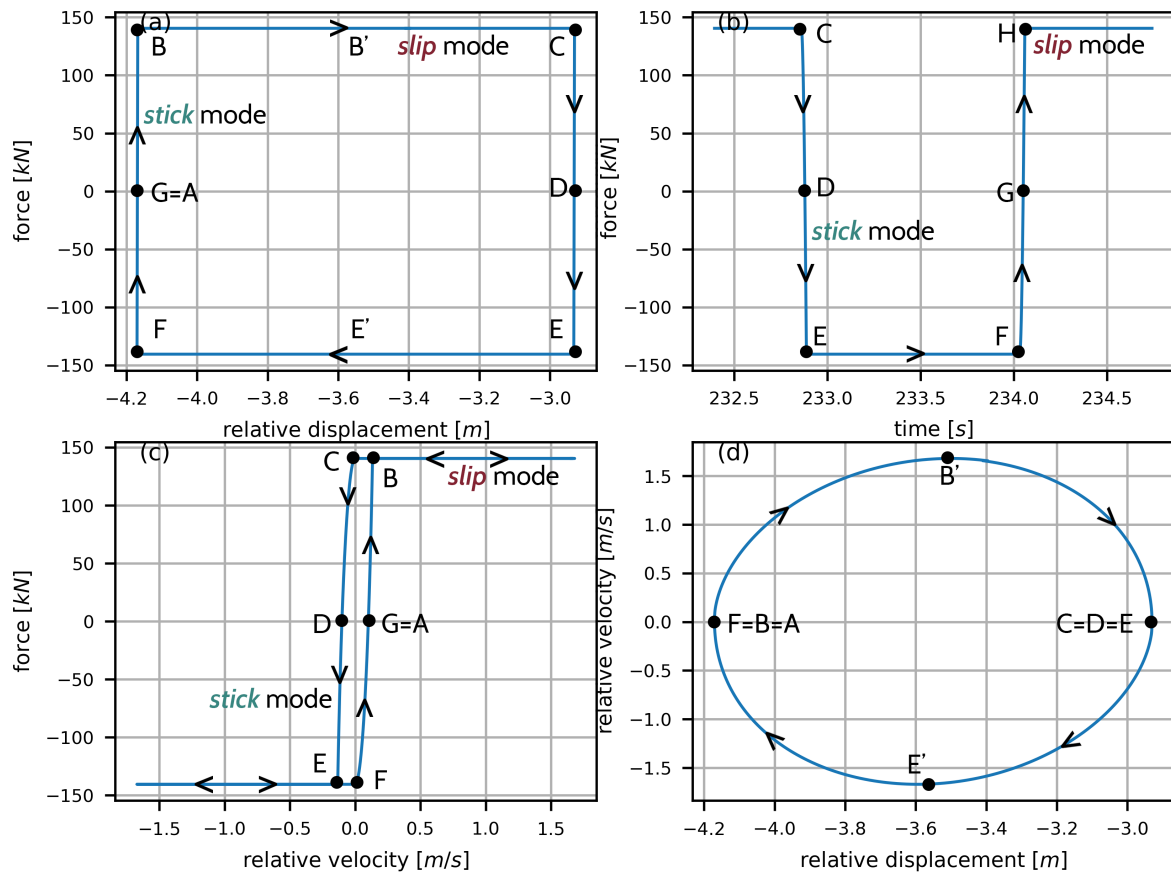 (a)
150
100
50
0
−50
−100
−150
force [kN]
B
B’
slip mode
C
stick mode
G=A
D
F
E’
E
−4.2 −4.0 −3.8 −3.6 −3.4 −3.2 −3.0
relative displacement [m]
(b)
150
100
50
0
−50
−100
−150
force [kN]
C
H
slip mode
D
G
stick mode
E
F
232.5 233.0 233.5 234.0 234.5
time [s]
(c)
150
100
50
0
−50
−100
−150
force [kN]
C
B
slip mode
D
G=A
stick mode
E
F
−1.5 −1.0 −0.5 0.0 0.5 1.0 1.5
relative velocity [m/s]
(d)
1.5
1.0
0.5
0.0
−0.5
−1.0
−1.5
relative velocity [m/s]
B’
F=B=A
C=D=E
E’
−4.2 −4.0 −3.8 −3.6 −3.4 −3.2 −3.0
relative displacement [m]